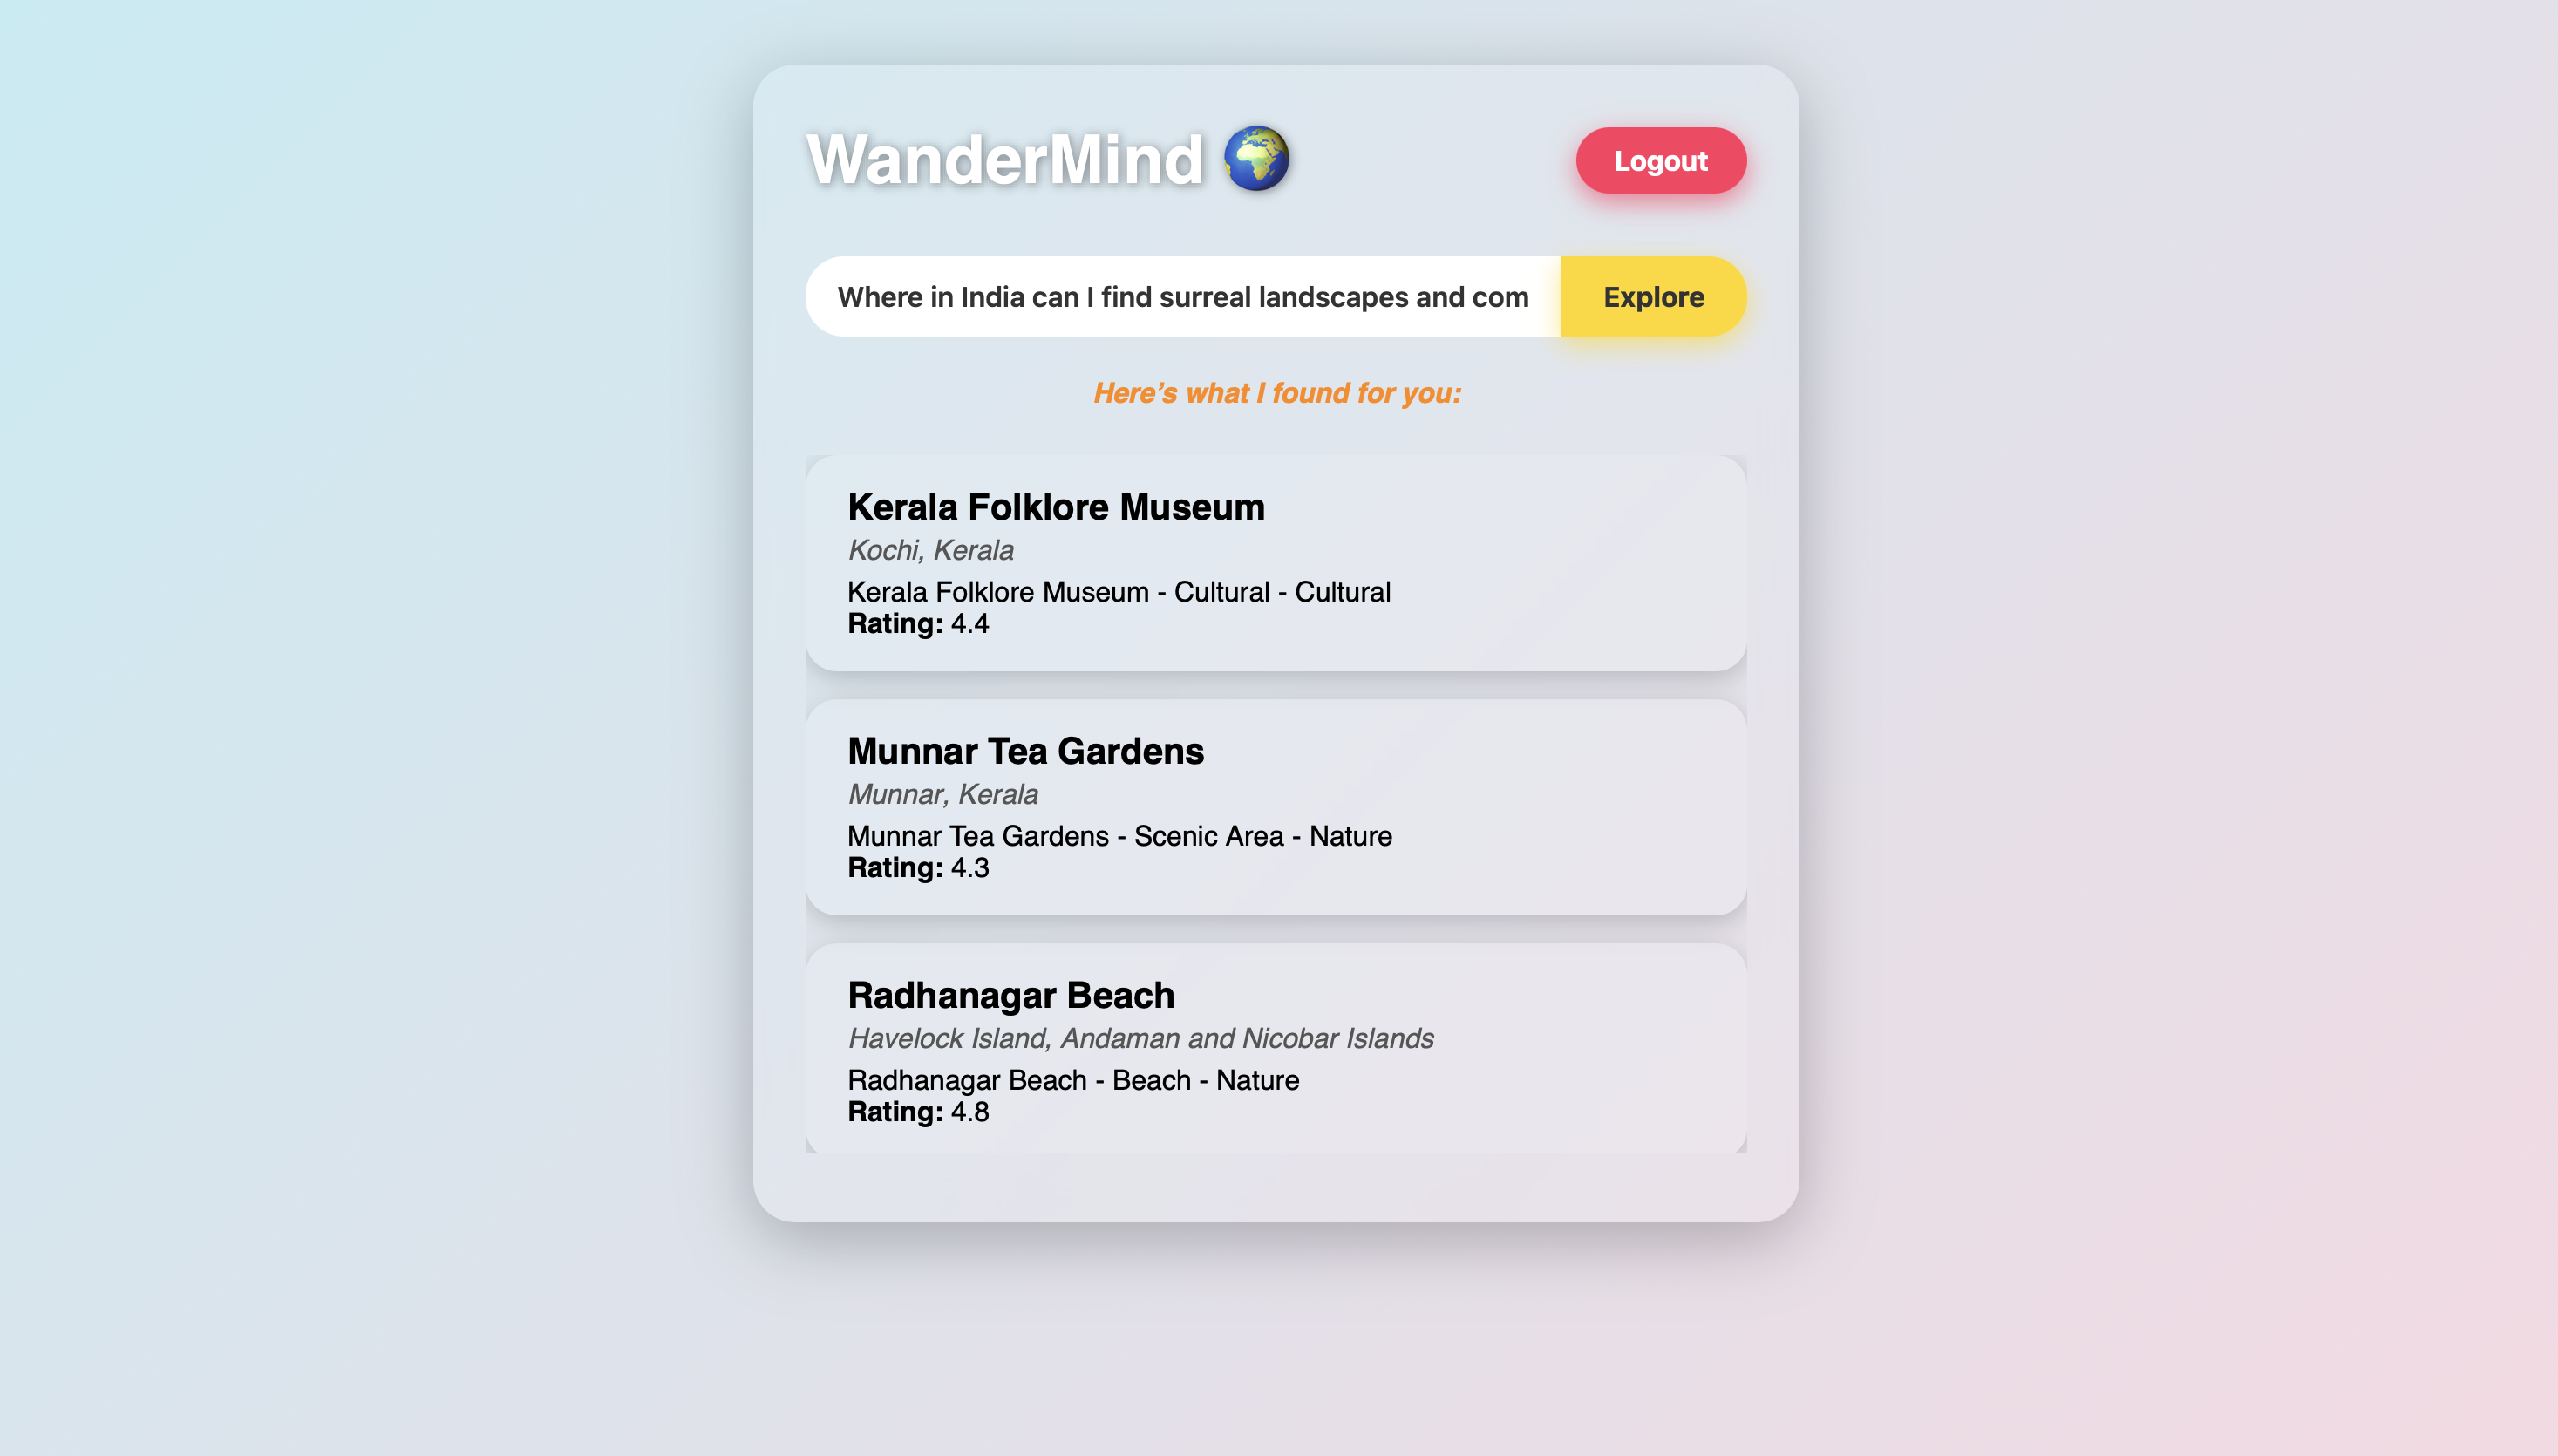 WanderMind 🌍
Logout
Where in India can I find surreal landscapes and com
Explore
Here’s what I found for you:
Kerala Folklore Museum
Kochi, Kerala
Kerala Folklore Museum - Cultural - Cultural
Rating: 4.4
Munnar Tea Gardens
Munnar, Kerala
Munnar Tea Gardens - Scenic Area - Nature
Rating: 4.3
Radhanagar Beach
Havelock Island, Andaman and Nicobar Islands
Radhanagar Beach - Beach - Nature
Rating: 4.8